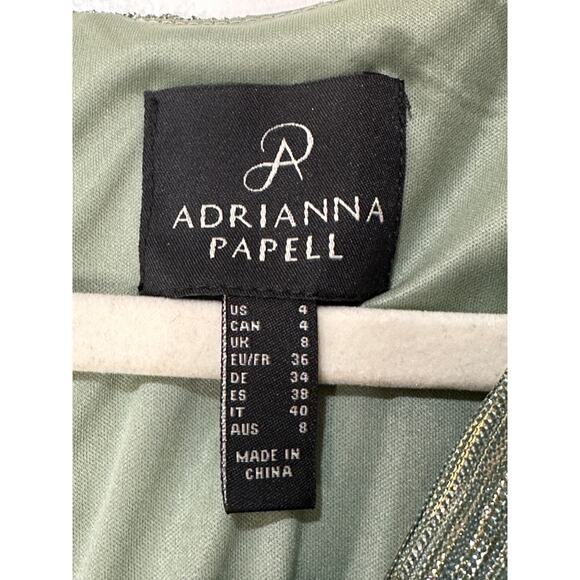 ADRIANNA
PAPELL
US 4
CAN 4
UK 8
EU/FR 36
DE 34
ES 38
IT 40
AUS 8
MADE IN
CHINA